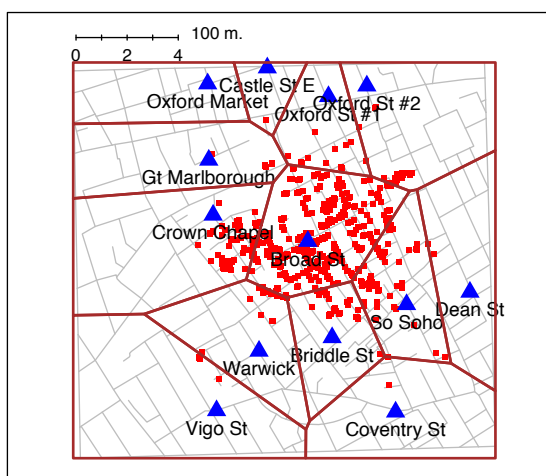 100 m.
0 2 4
Castle St E
Oxford Market
Oxford St #2
Oxford St #1
Gt Marlborough
Crown Chapel
Broad St
Dean St
So Soho
Briddle St
Warwick
Vigo St
Coventry St